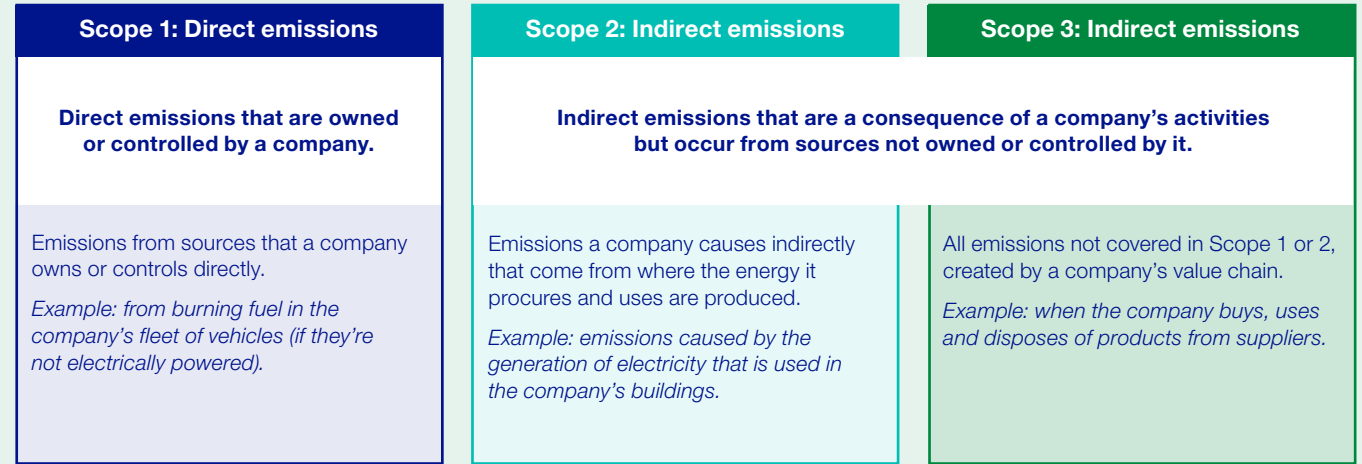 Scope 1: Direct emissions
Direct emissions that are owned
or controlled by a company.
Emissions from sources that a company
owns or controls directly.
Example: from burning fuel in the
company’s fleet of vehicles (if they’re
not electrically powered).
Scope 2: Indirect emissions
Scope 3: Indirect emissions
Indirect emissions that are a consequence of a company’s activities
but occur from sources not owned or controlled by it.
Emissions a company causes indirectly
that come from where the energy it
procures and uses are produced.
Example: emissions caused by the
generation of electricity that is used in
the company’s buildings.
All emissions not covered in Scope 1 or 2,
created by a company’s value chain.
Example: when the company buys, uses
and disposes of products from suppliers.